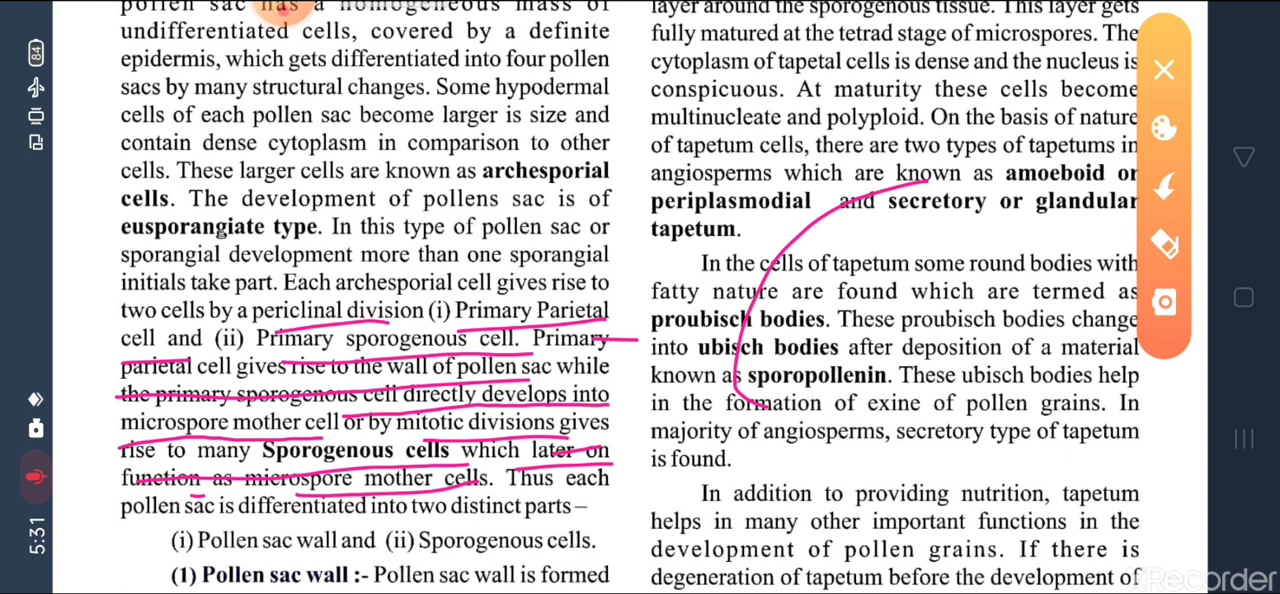 pollen sac has a homogeneous mass of
undifferentiated cells, covered by a definite
epidermis, which gets differentiated into four pollen
sacs by many structural changes. Some hypodermal
cells of each pollen sac become larger is size and
contain dense cytoplasm in comparison to other
cells. These larger cells are known as archesporial
cells. The development of pollens sac is of
eusporangiate type. In this type of pollen sac or
sporangial development more than one sporangial
initials take part. Each archesporial cell gives rise to
two cells by a periclinal division (i) Primary Parietal
cell and (ii) Primary sporogenous cell. Primary
parietal cell gives rise to the wall of pollen sac while
the primary sporogenous cell directly develops into
microspore mother cell or by mitotic divisions gives
rise to many Sporogenous cells which later on
function as microspore mother cells. Thus each
pollen sac is differentiated into two distinct parts –
(i) Pollen sac wall and (ii) Sporogenous cells.
(1) Pollen sac wall :- Pollen sac wall is formed
layer around the sporogenous tissue. This layer gets
fully matured at the tetrad stage of microspores. The
cytoplasm of tapetal cells is dense and the nucleus is
conspicuous. At maturity these cells become
multinucleate and polyploid. On the basis of nature
of tapetum cells, there are two types of tapetums in
angiosperms which are known as amoeboid or
periplasmodial and secretory or glandular
tapetum.
In the cells of tapetum some round bodies with
fatty nature are found which are termed as
proubisch bodies. These proubisch bodies change
into ubisch bodies after deposition of a material
known as sporopollenin. These ubisch bodies help
in the formation of exine of pollen grains. In
majority of angiosperms, secretory type of tapetum
is found.
In addition to providing nutrition, tapetum
helps in many other important functions in the
development of pollen grains. If there is
degeneration of tapetum before the development of
84
5:31
XRecorder